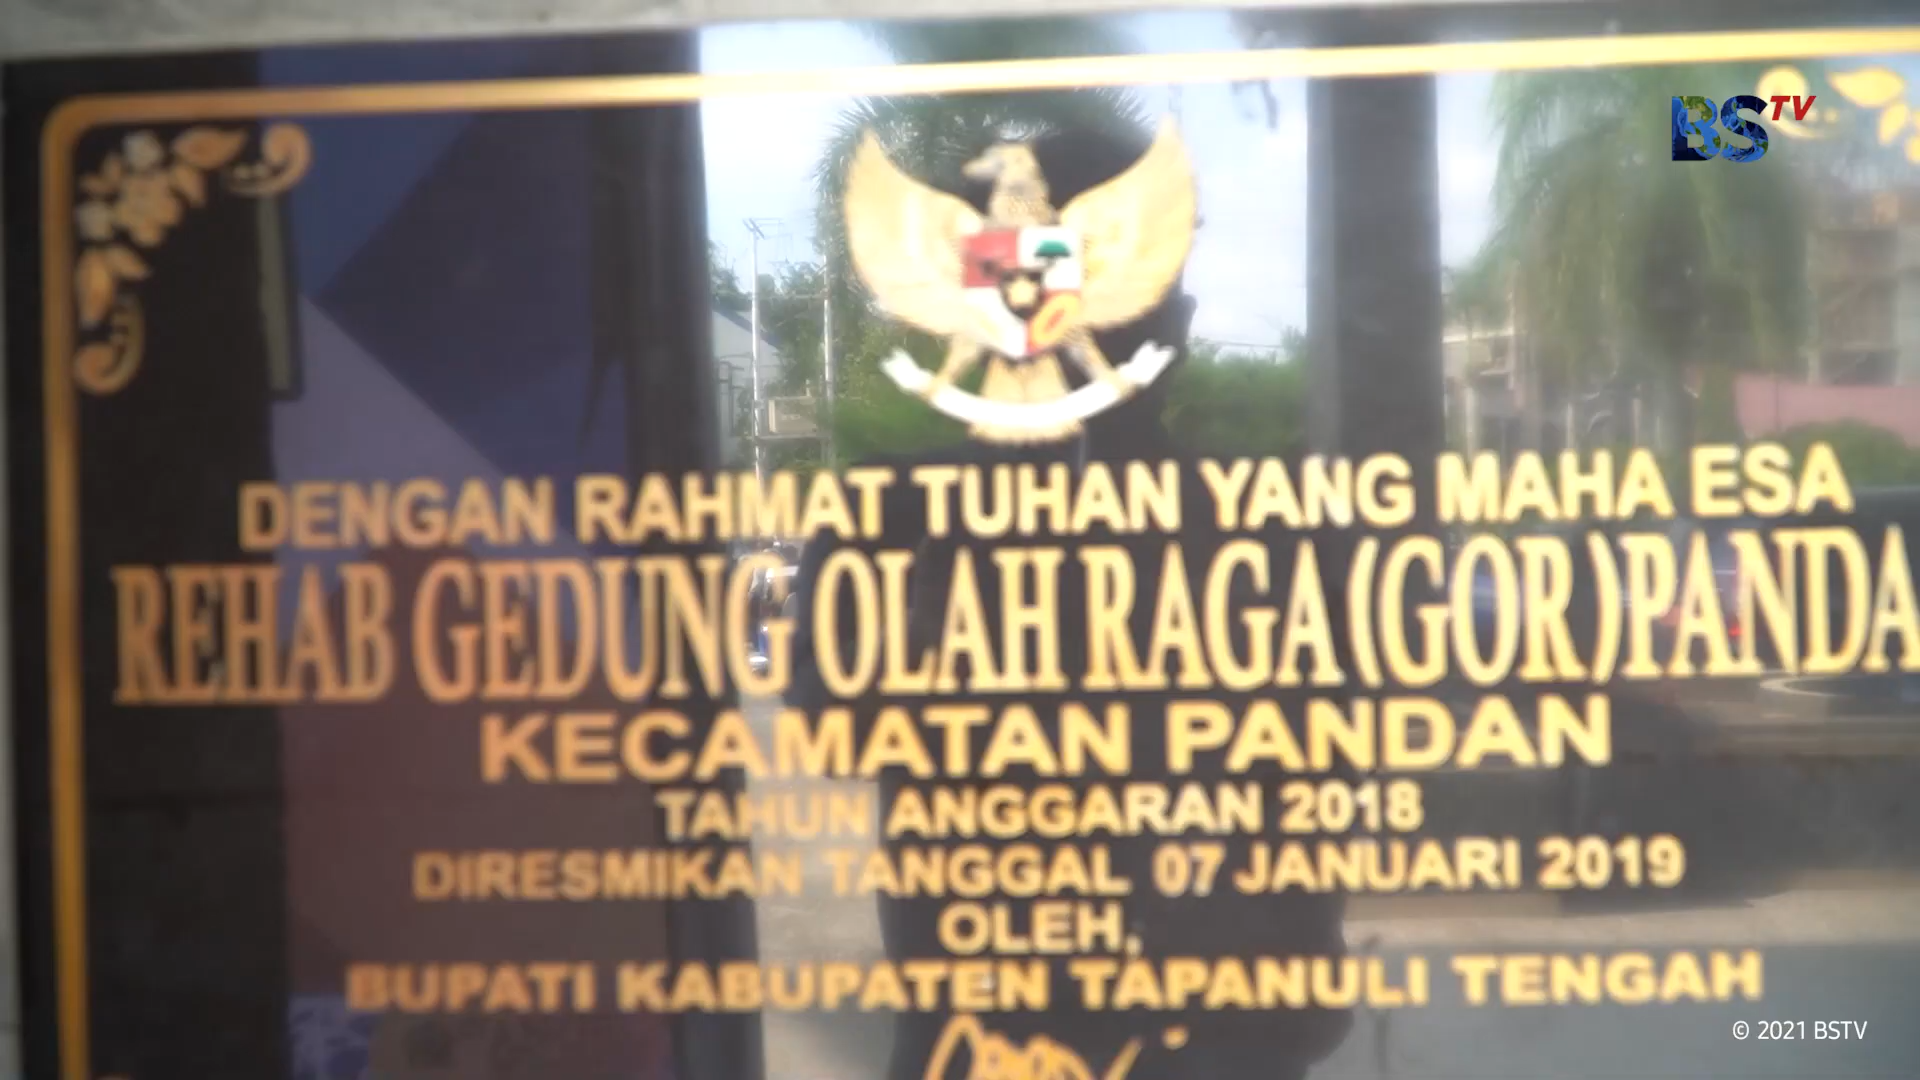 BSTV
DENGAN RAHMAT TUHAN YANG MAHA ESA
REHAB GEDUNG OLAH RAGA (GOR) PANDA
KECAMATAN PANDAN
TAHUN ANGGARAN 2018
DIRESMIKAN TANGGAL 07 JANUARI 2019
OLEH,
BUPATI KABUPATEN TAPANULI TENGAH
© 2021 BSTV